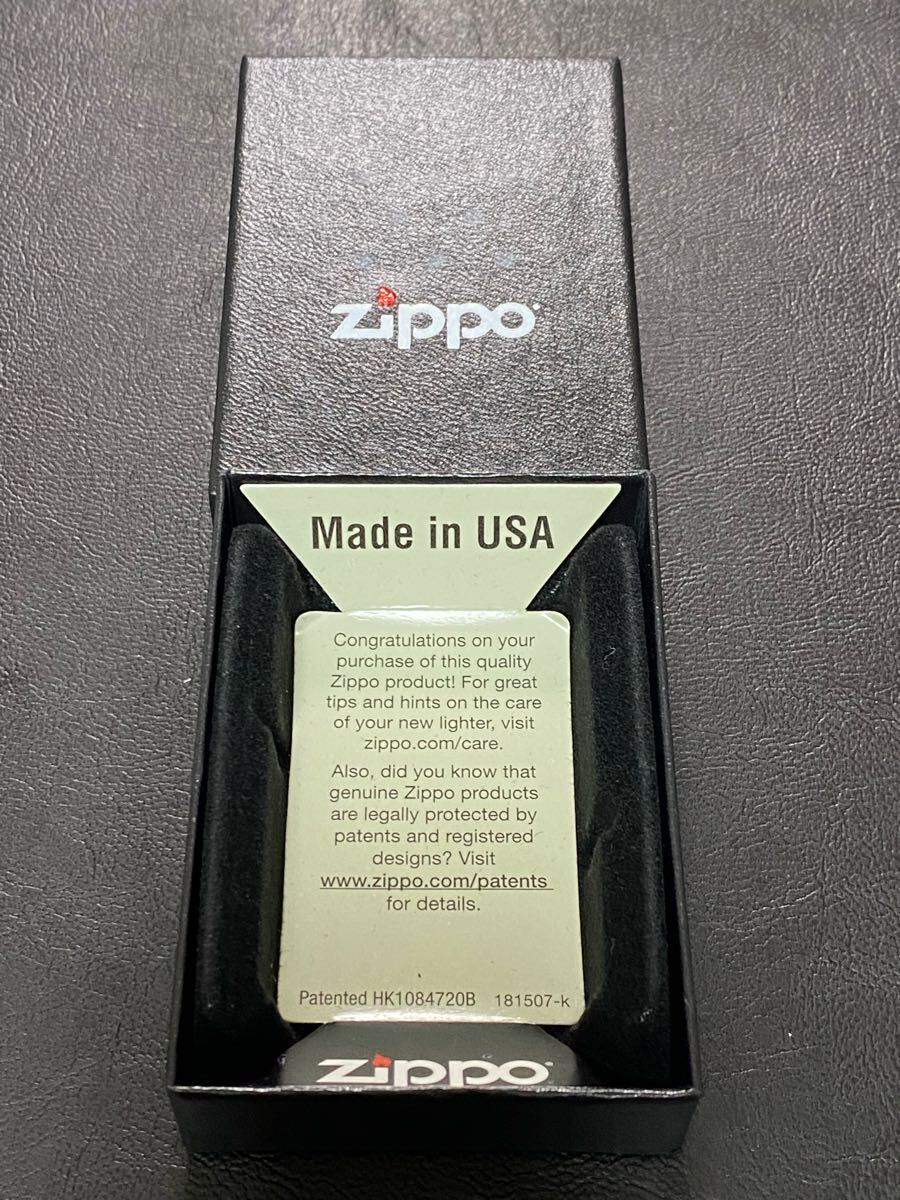 zippo
Made in USA
Congratulations on your
purchase of this quality
Zippo product! For great
tips and hints on the care
of your new lighter, visit
zippo.com/care.
Also, did you know that
genuine Zippo products
are legally protected by
patents and registered
designs? Visit
www.zippo.com/patents
for details.
Patented HK1084720B 181507-k
zippo